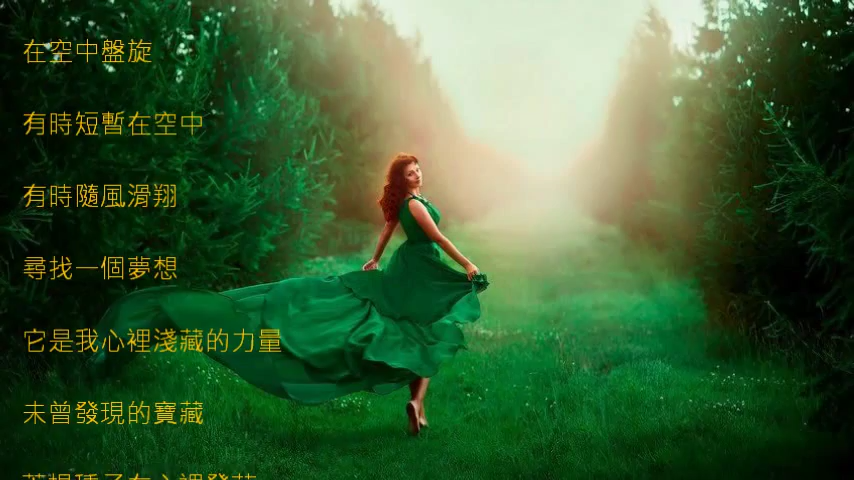 在空中盤旋
有時短暫在空中
有時隨風滑翔
尋找一個夢想
它是我心裡淺藏的力量
未曾發現的寶藏